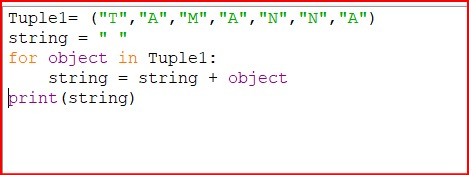 Tuple1= ("T","A","M","A","N","N","A")
string = " "
for object in Tuple1:
    string = string + object
print(string)